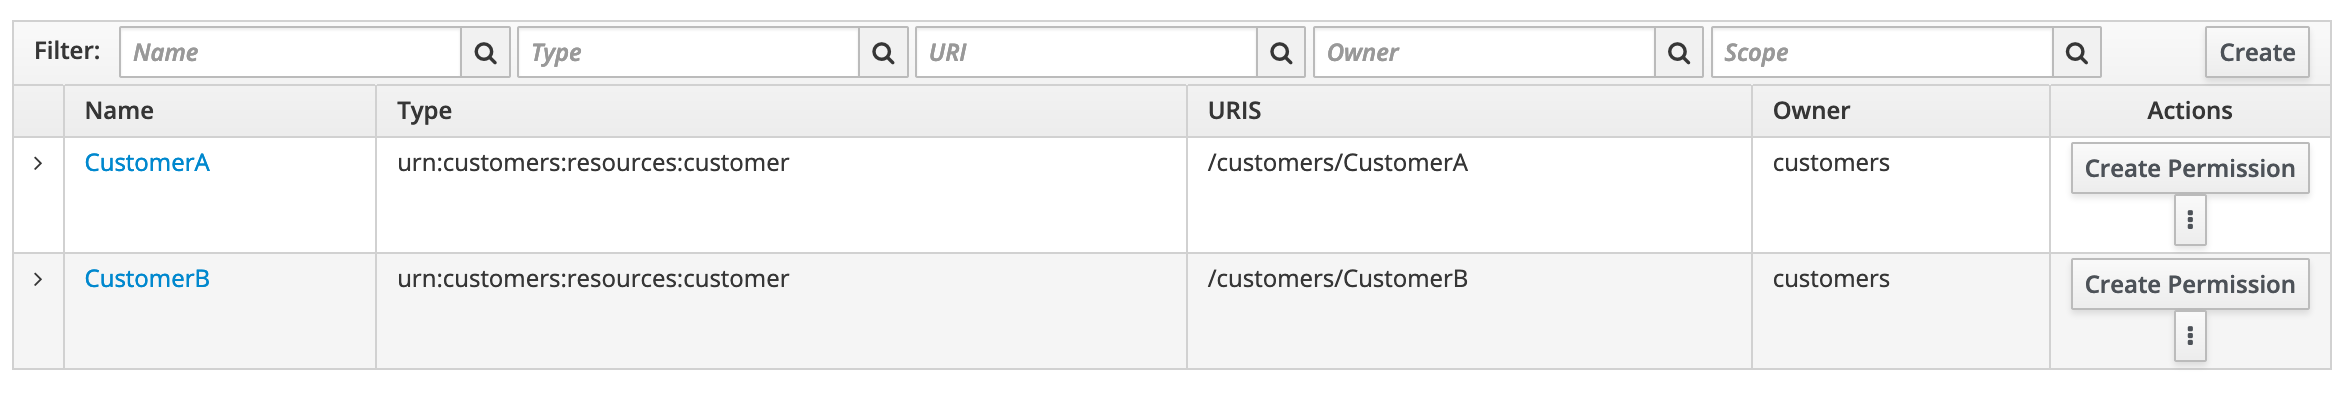 Filter: Name Type URI Owner Scope Create
Name Type URIS Owner Actions
CustomerA urn:customers:resources:customer /customers/CustomerA customers Create Permission
CustomerB urn:customers:resources:customer /customers/CustomerB customers Create Permission